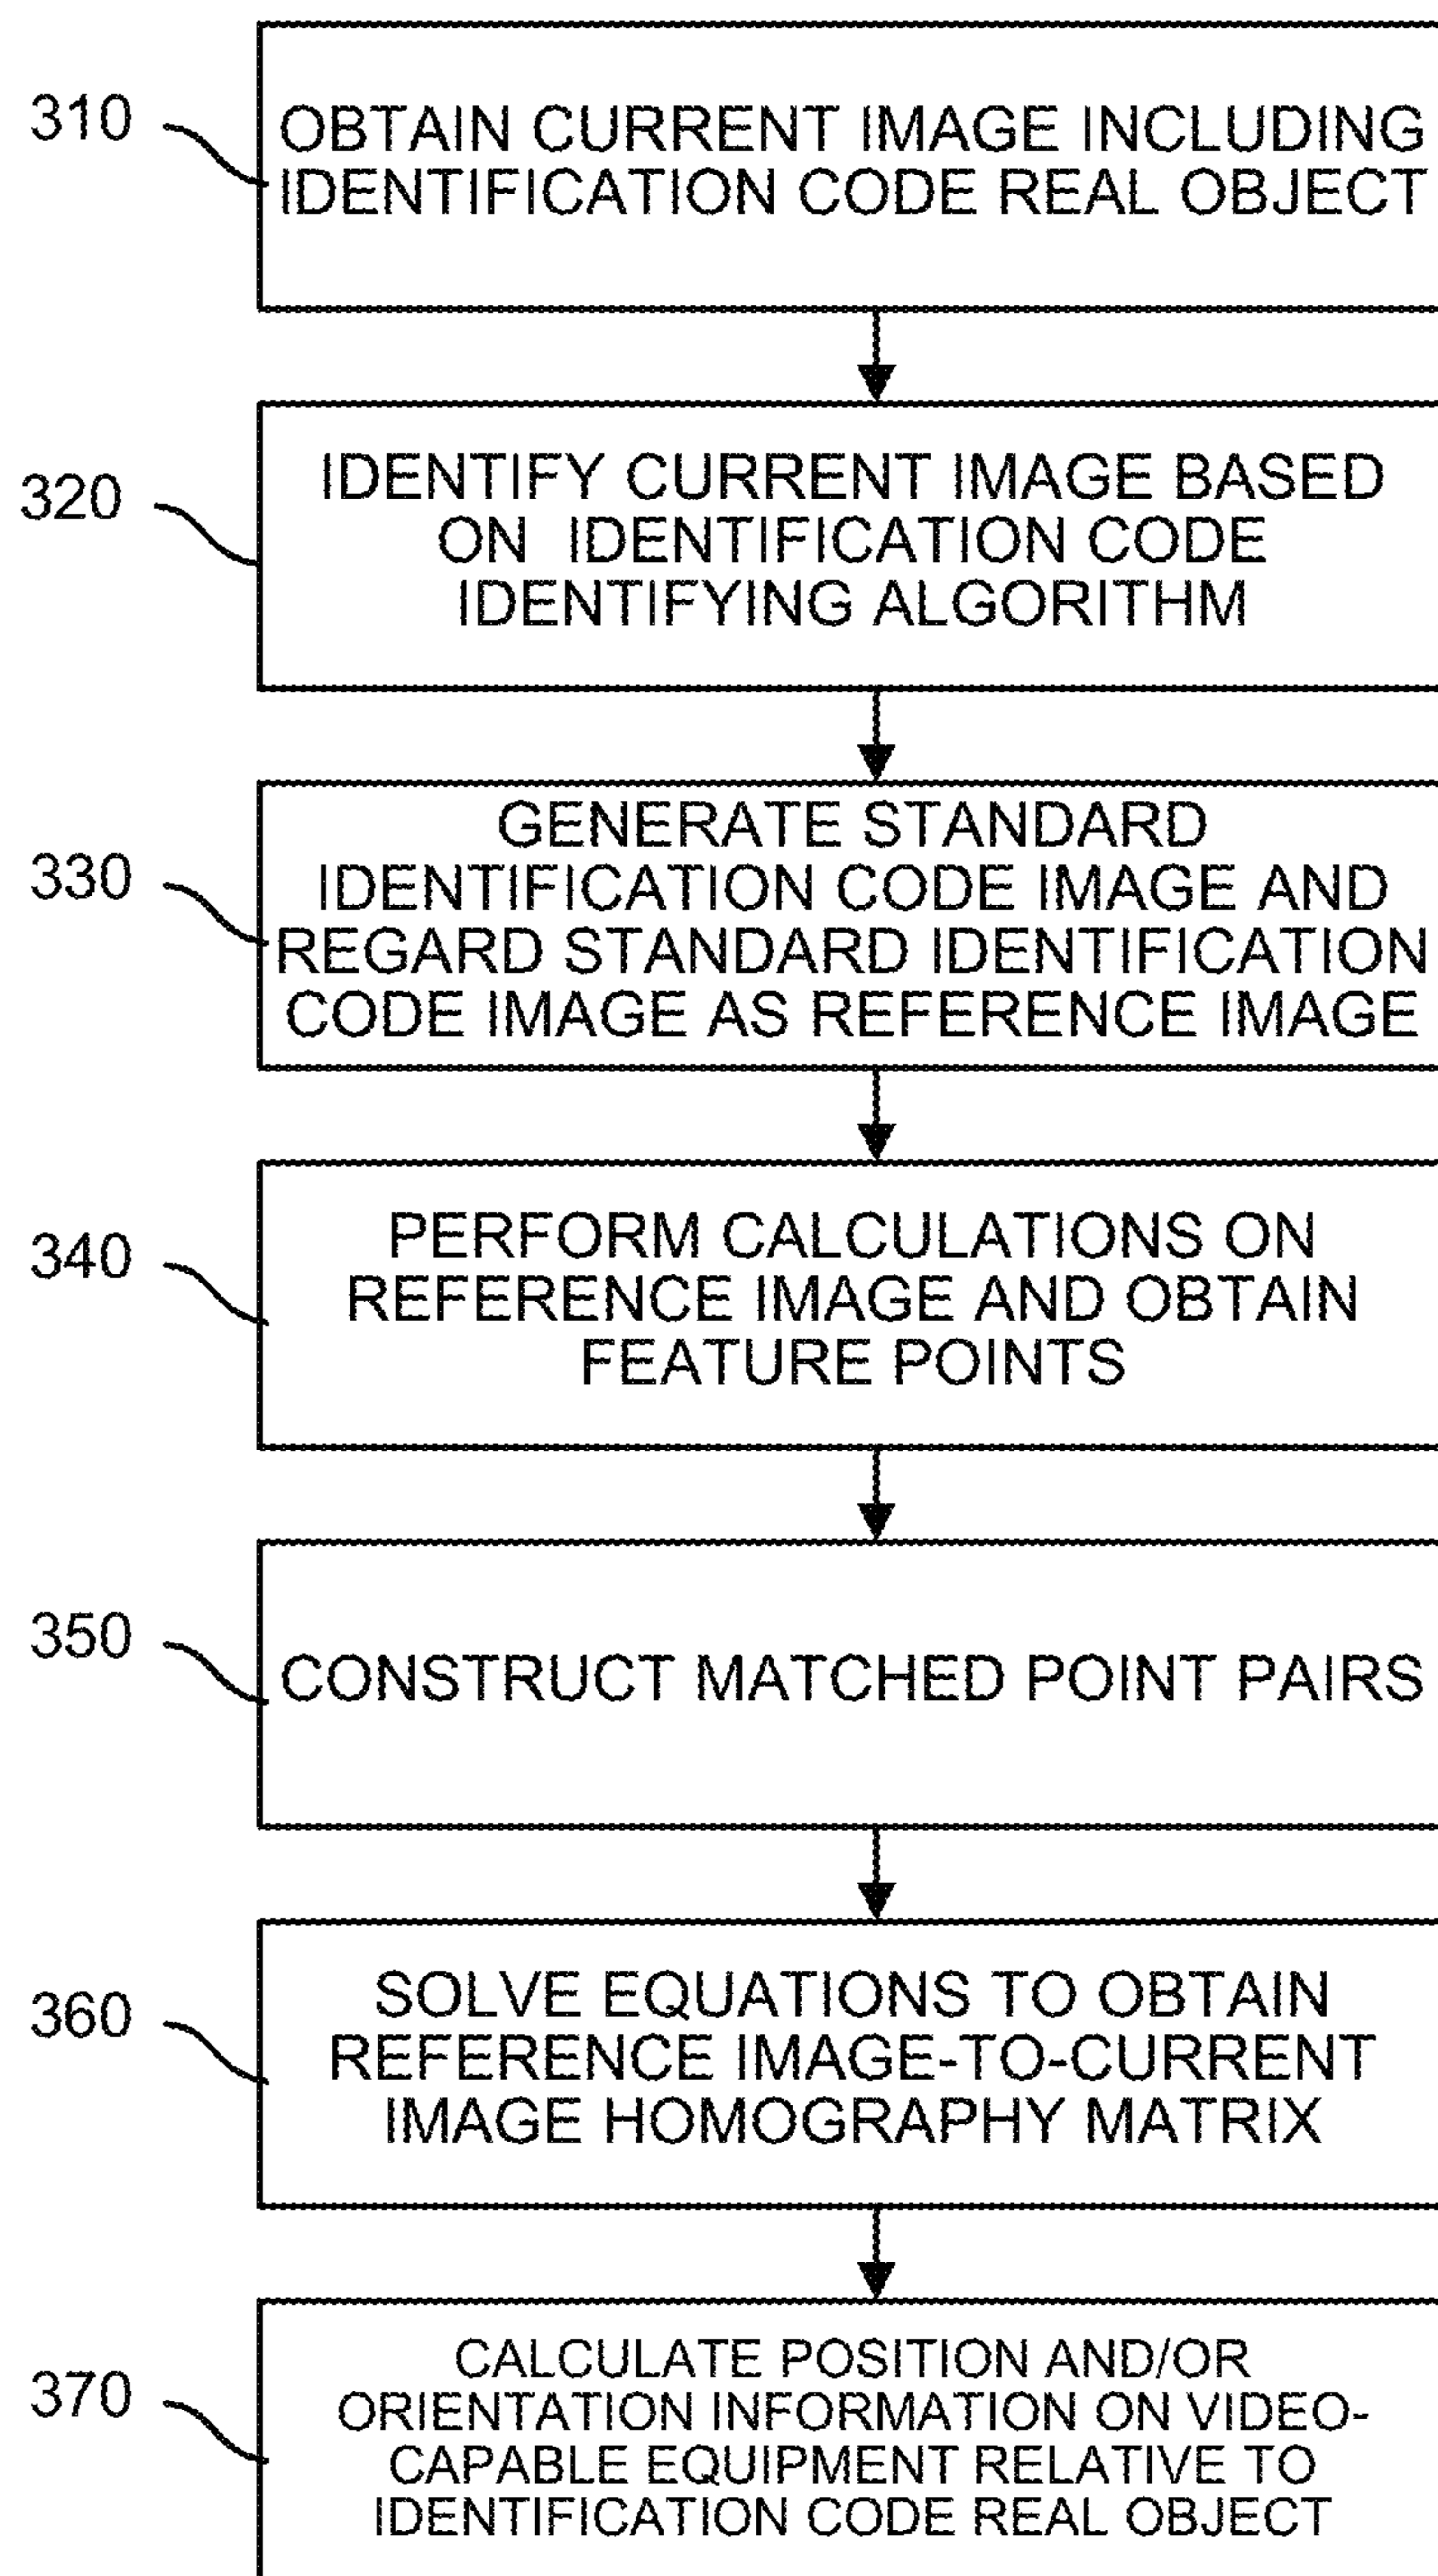 310
OBTAIN CURRENT IMAGE INCLUDING
IDENTIFICATION CODE REAL OBJECT
320
IDENTIFY CURRENT IMAGE BASED
ON IDENTIFICATION CODE
IDENTIFYING ALGORITHM
330
GENERATE STANDARD
IDENTIFICATION CODE IMAGE AND
REGARD STANDARD IDENTIFICATION
CODE IMAGE AS REFERENCE IMAGE
340
PERFORM CALCULATIONS ON
REFERENCE IMAGE AND OBTAIN
FEATURE POINTS
350
CONSTRUCT MATCHED POINT PAIRS
360
SOLVE EQUATIONS TO OBTAIN
REFERENCE IMAGE-TO-CURRENT
IMAGE HOMOGRAPHY MATRIX
370
CALCULATE POSITION AND/OR
ORIENTATION INFORMATION ON VIDEO-
CAPABLE EQUIPMENT RELATIVE TO
IDENTIFICATION CODE REAL OBJECT